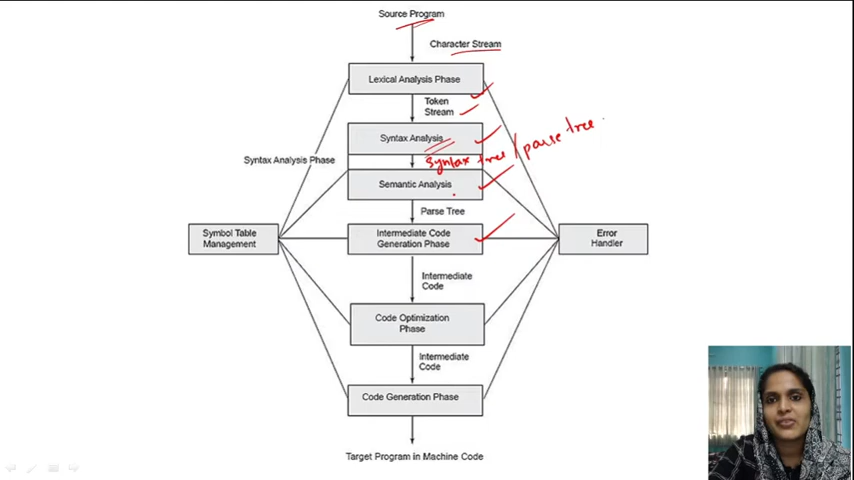 Source Program
Character Stream
Lexical Analysis Phase
Token
Stream
Syntax Analysis
syntax tree / parse tree
Syntax Analysis Phase
Semantic Analysis
Parse Tree
Symbol Table
Management
Intermediate Code
Generation Phase
Error
Handler
Intermediate
Code
Code Optimization
Phase
Intermediate
Code
Code Generation Phase
Target Program in Machine Code